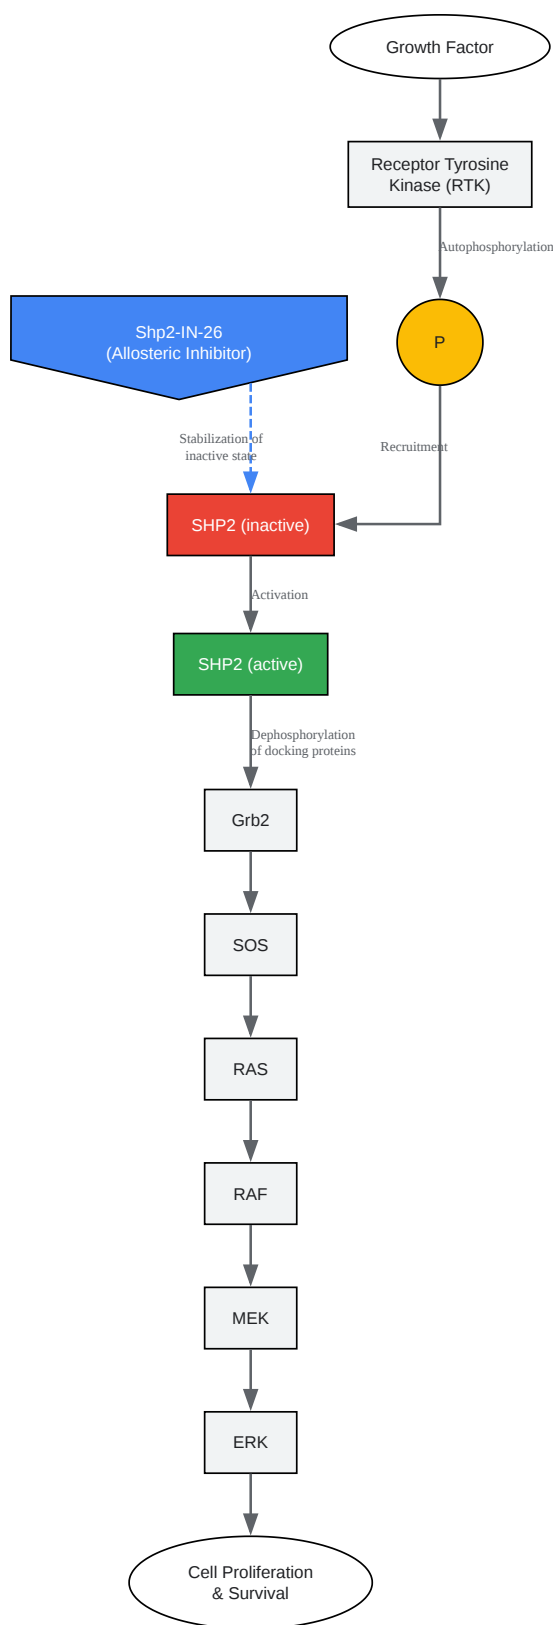 Growth Factor
Receptor Tyrosine
Kinase (RTK)
Autophosphorylation
Shp2-IN-26
(Allosteric Inhibitor)
P
Stabilization of
inactive state
Recruitment
SHP2 (inactive)
Activation
SHP2 (active)
Dephosphorylation
of docking proteins
Grb2
SOS
RAS
RAF
MEK
ERK
Cell Proliferation
& Survival